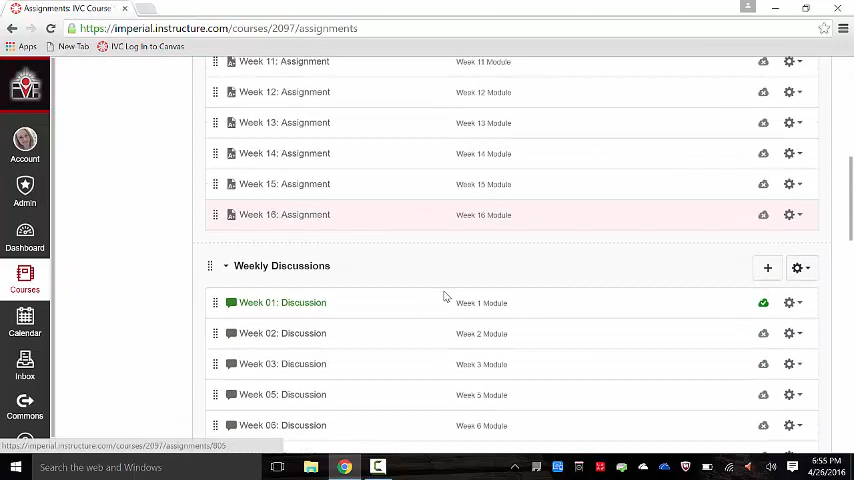 Assignments: IVC Course
https://imperial.instructure.com/courses/2097/assignments
Apps New Tab IVC Log In to Canvas
Week 11: Assignment Week 11 Module
Week 12: Assignment Week 12 Module
Week 13: Assignment Week 13 Module
Week 14: Assignment Week 14 Module
Week 15: Assignment Week 15 Module
Week 16: Assignment Week 16 Module
Weekly Discussions
Week 01: Discussion Week 1 Module
Week 02: Discussion Week 2 Module
Week 03: Discussion Week 3 Module
Week 05: Discussion Week 5 Module
Week 06: Discussion Week 6 Module
IVC
Account
Admin
Dashboard
Courses
Calendar
Inbox
Commons
https://imperial.instructure.com/courses/2097/assignments/805
Search the web and Windows
6:55 PM
4/26/2016